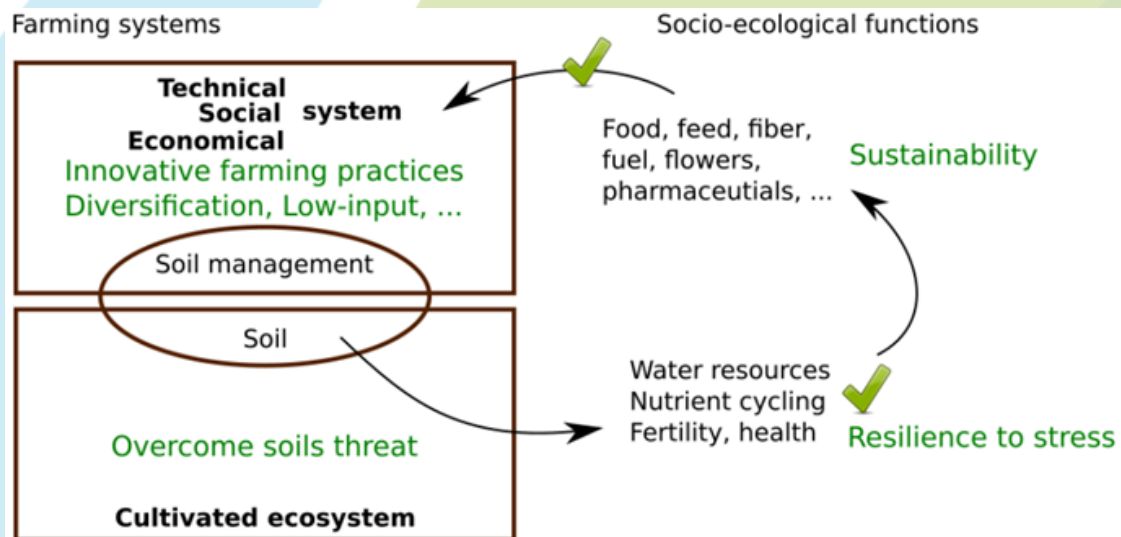 Farming systems
Socio-ecological functions
Technical
Social system
Economical
Innovative farming practices
Diversification, Low-input, ...
Soil management
Soil
Overcome soils threat
Cultivated ecosystem
Food, feed, fiber,
fuel, flowers,
pharmaceutials, ...
Sustainability
Water resources
Nutrient cycling
Fertility, health
Resilience to stress